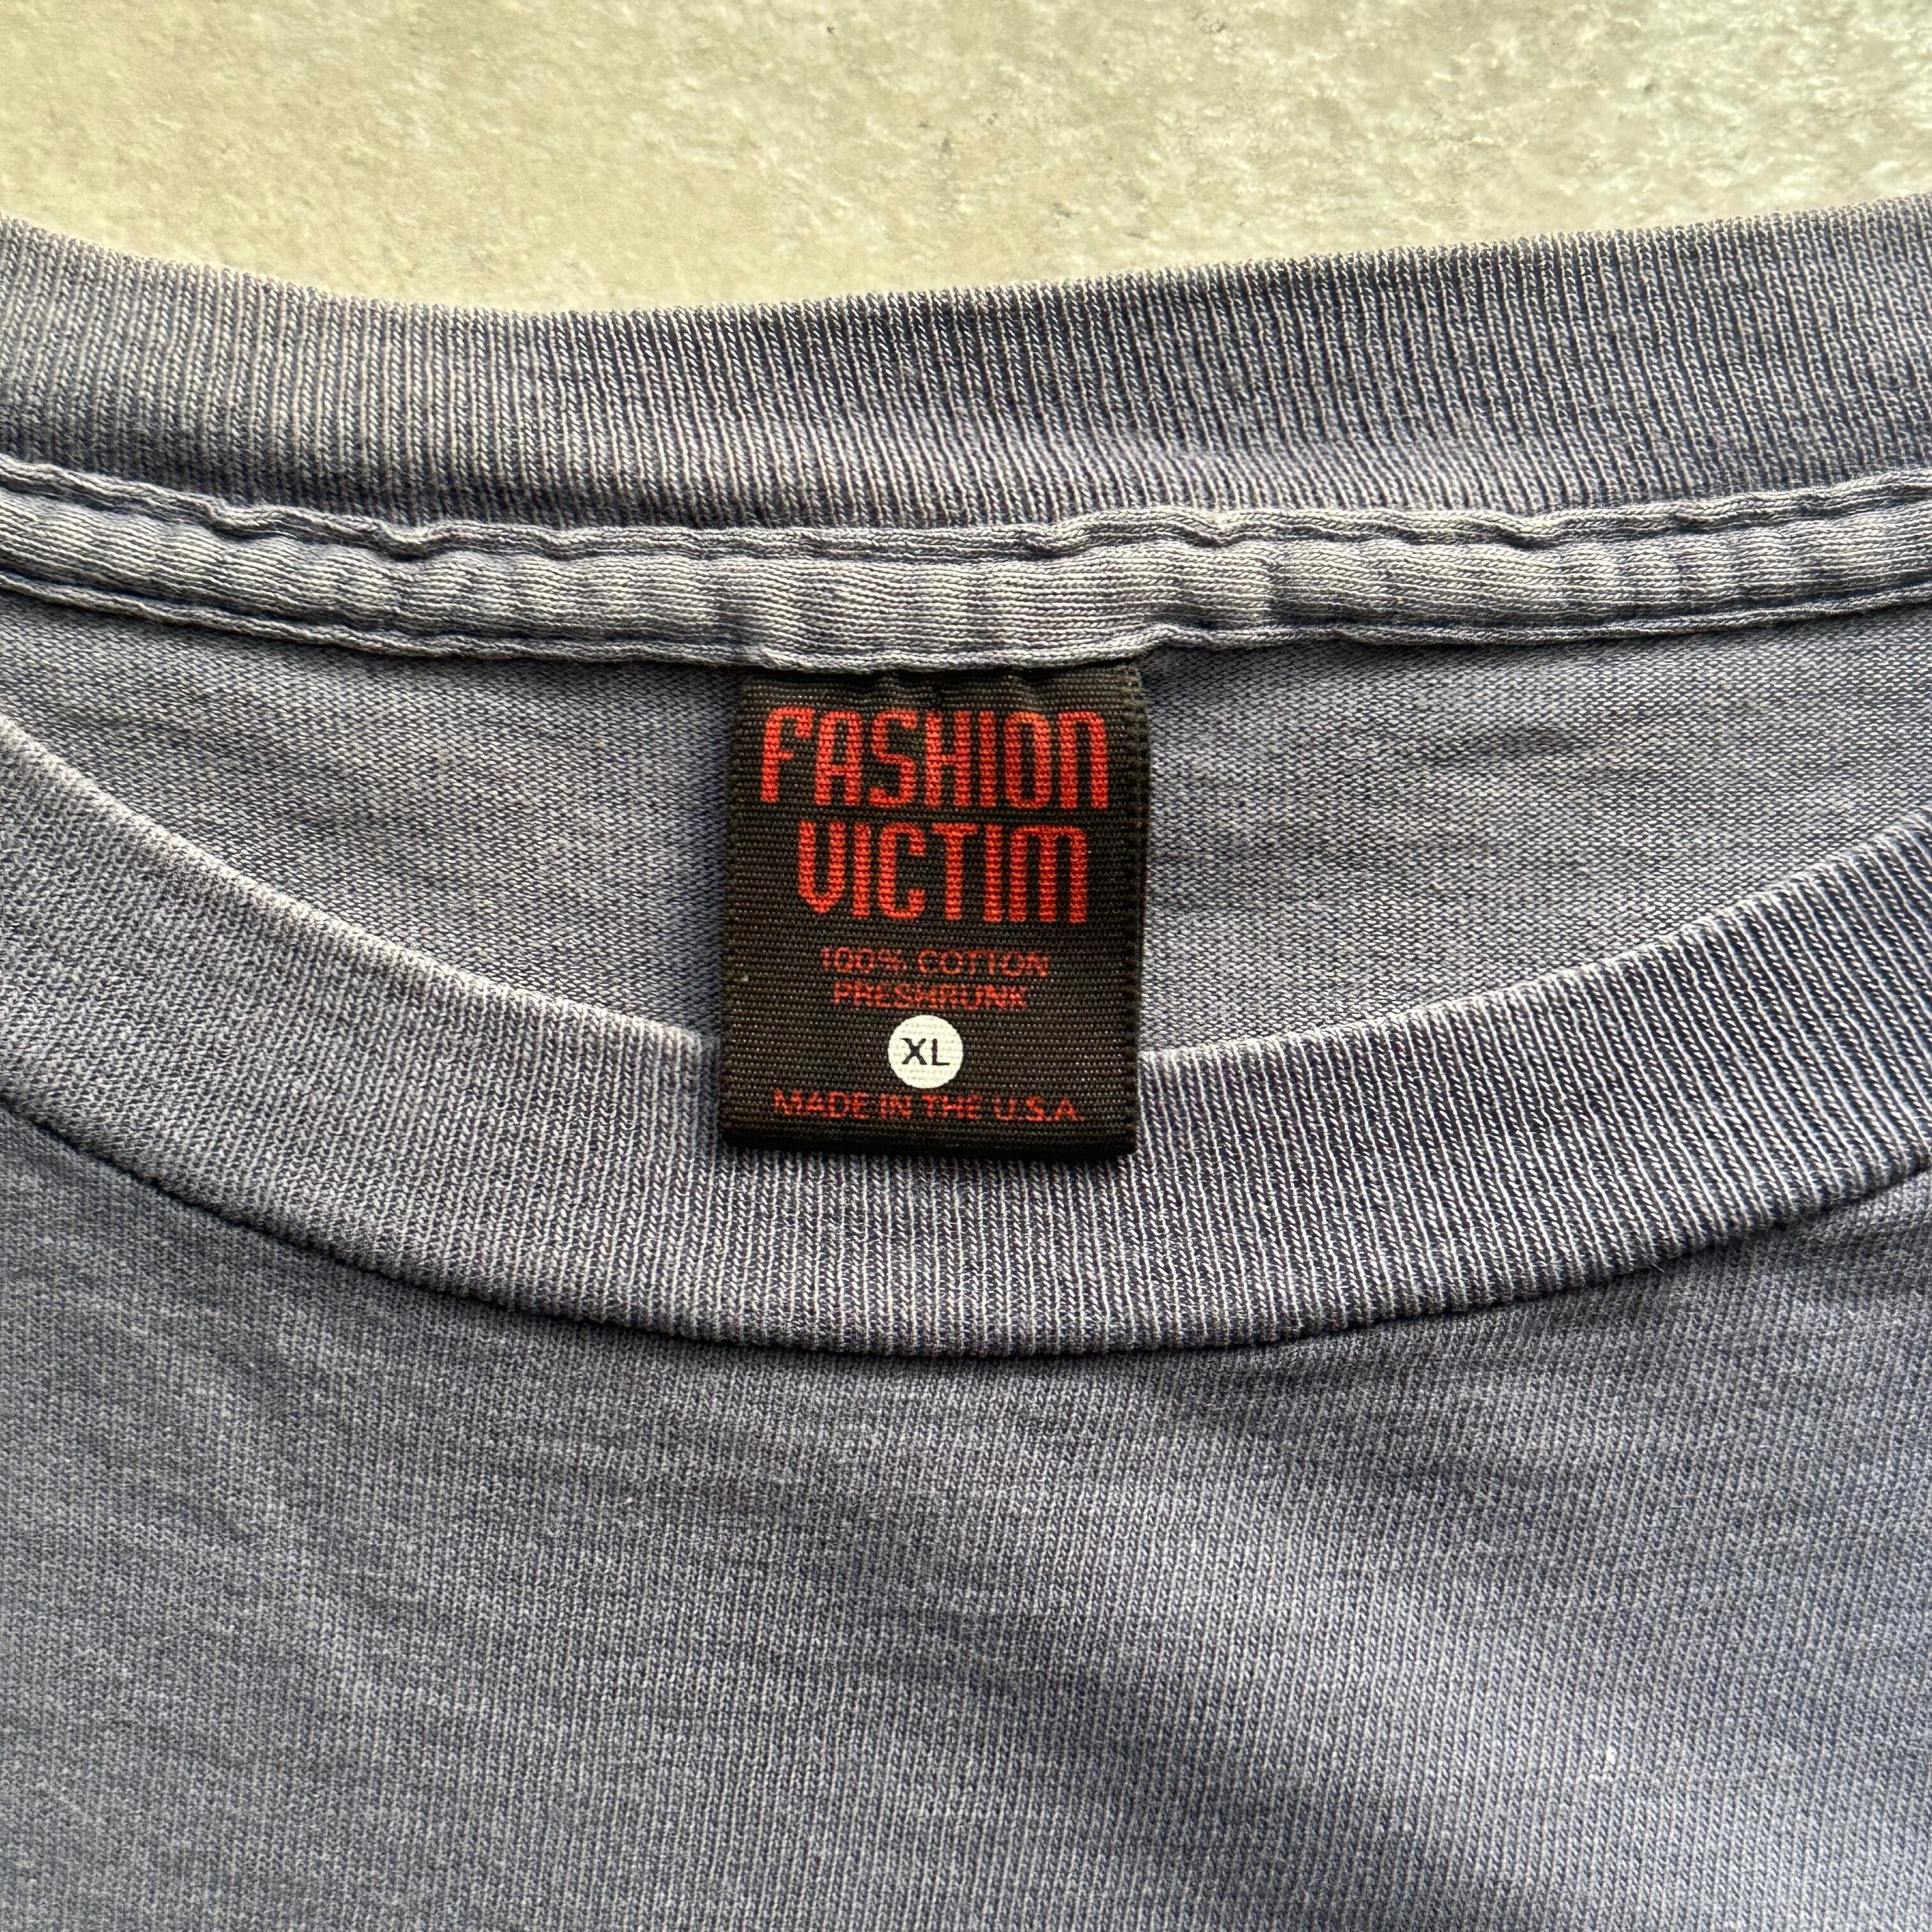 FASHION
VICTIM
100% COTTON
PRESHRUNK
XL
MADE IN THE U.S.A.